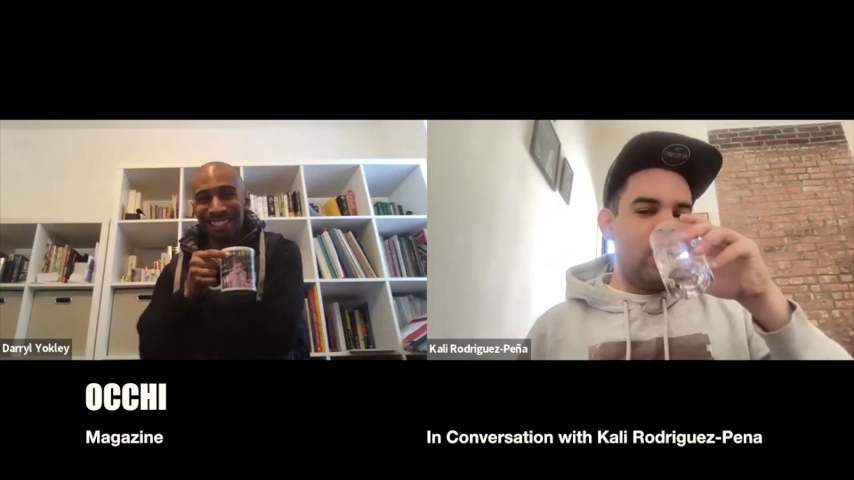 Darryl Yokley
Kali Rodriguez-Peña
OCCHI
Magazine
In Conversation with Kali Rodriguez-Pena